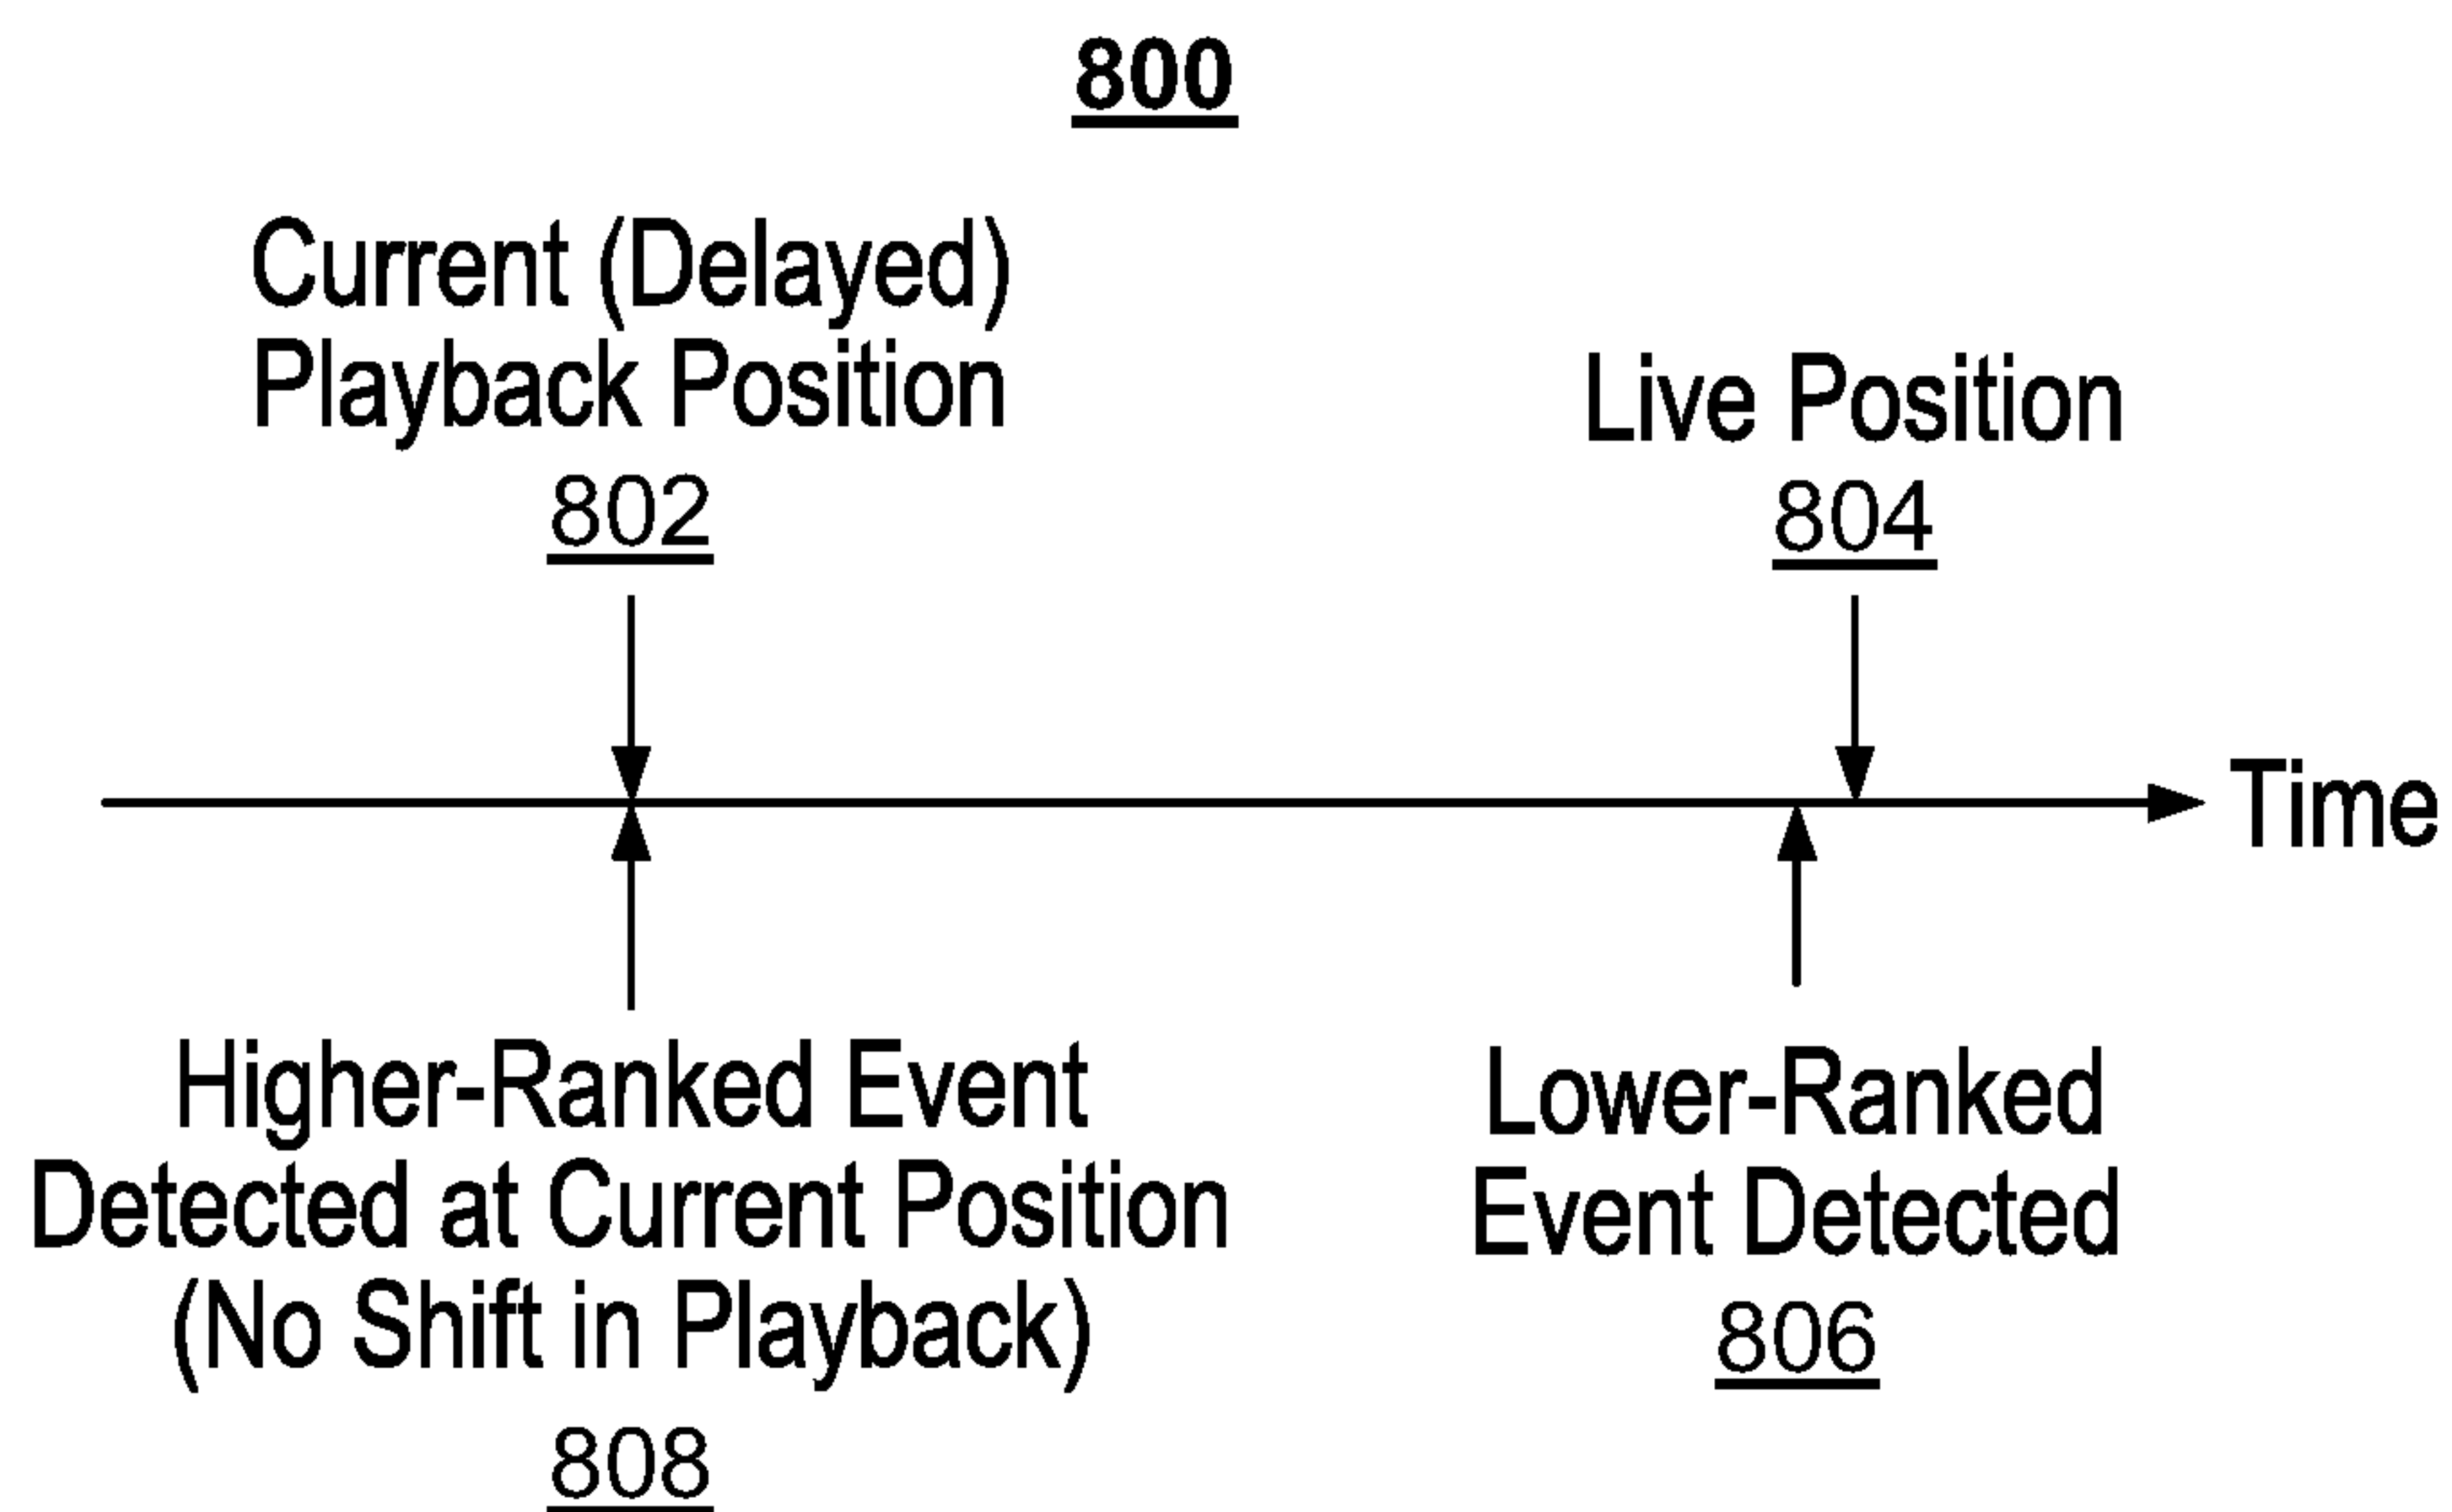 800
Current (Delayed)
Playback Position
802
Live Position
804
Time
Higher-Ranked Event
Detected at Current Position
(No Shift in Playback)
808
Lower-Ranked
Event Detected
806